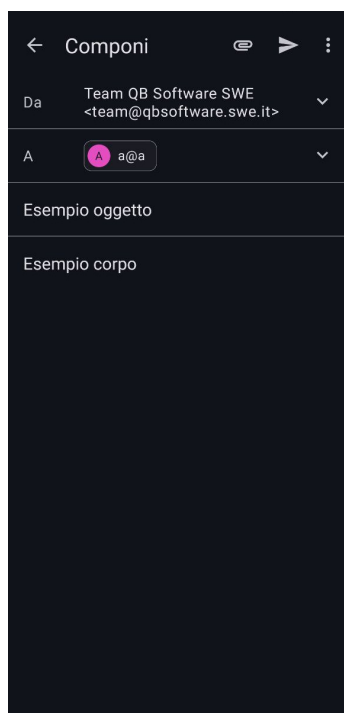 Componi
Da
Team QB Software SWE
<team@qbsoftware.swe.it>
A
A a@a
Esempio oggetto
Esempio corpo